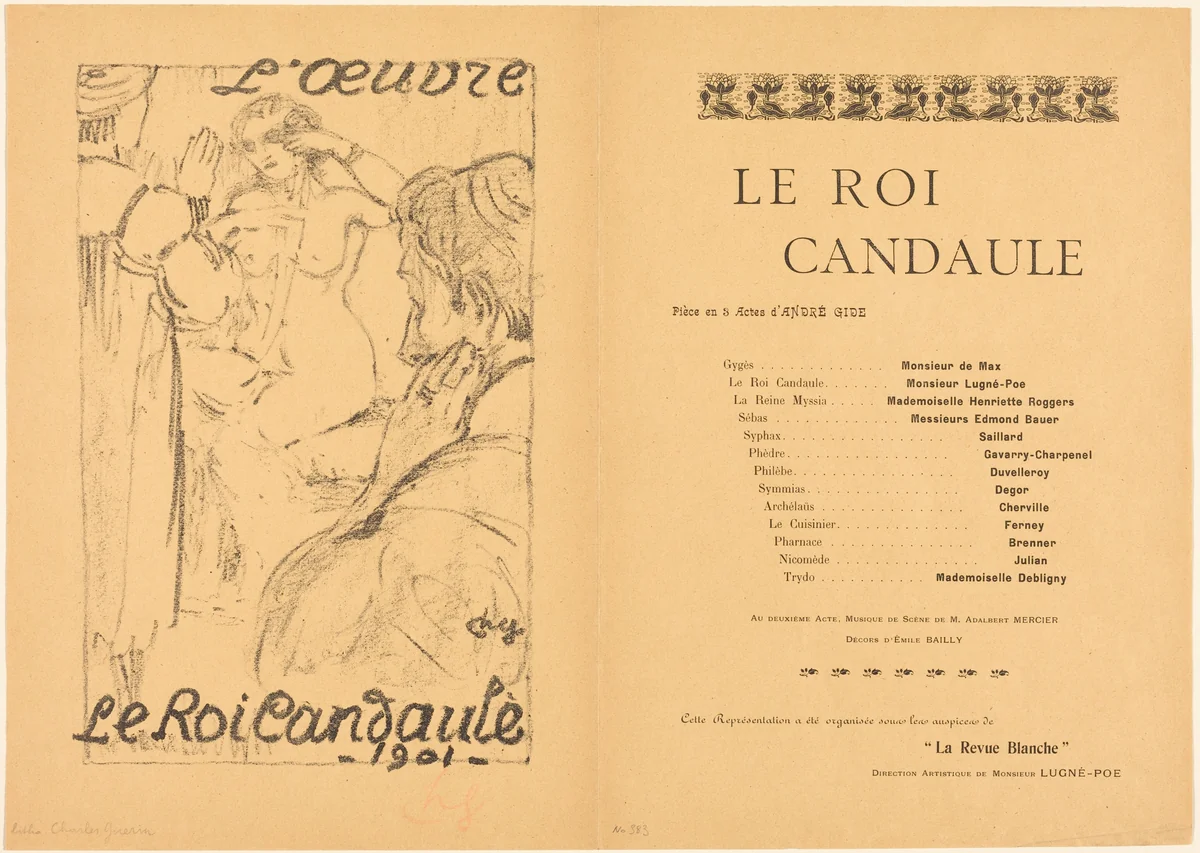 L'Œuvre
chg
Le Roi Candaule
- 1901 -
litho Charles Guerin
LE ROI
CANDAULE
Pièce en 3 Actes d'ANDRÉ GIDE
Gygès . . . . . . . . . . . . . Monsieur de Max
Le Roi Candaule. . . . . . . Monsieur Lugné-Poe
La Reine Myssia . . . . . Mademoiselle Henriette Roggers
Sébas . . . . . . . . . . . . . Messieurs Edmond Bauer
Syphax. . . . . . . . . . . . . . . . Saillard
Phèdre. . . . . . . . . . . . . . . . Gavarry-Charpenel
Philèbe. . . . . . . . . . . . . . . . Duvelleroy
Symmias. . . . . . . . . . . . . . . Degor
Archélaüs . . . . . . . . . . . . . . Cherville
Le Cuisinier. . . . . . . . . . . . . Ferney
Pharnace . . . . . . . . . . . . . . Brenner
Nicomède . . . . . . . . . . . . . . Julian
Trydo . . . . . . . . . . . Mademoiselle Debligny
Au deuxième Acte, Musique de Scène de M. Adalbert MERCIER
Décors d'Émile BAILLY
Cette Représentation a été organisée sous les auspices de
"La Revue Blanche"
Direction Artistique de Monsieur LUGNÉ-POE
No 383